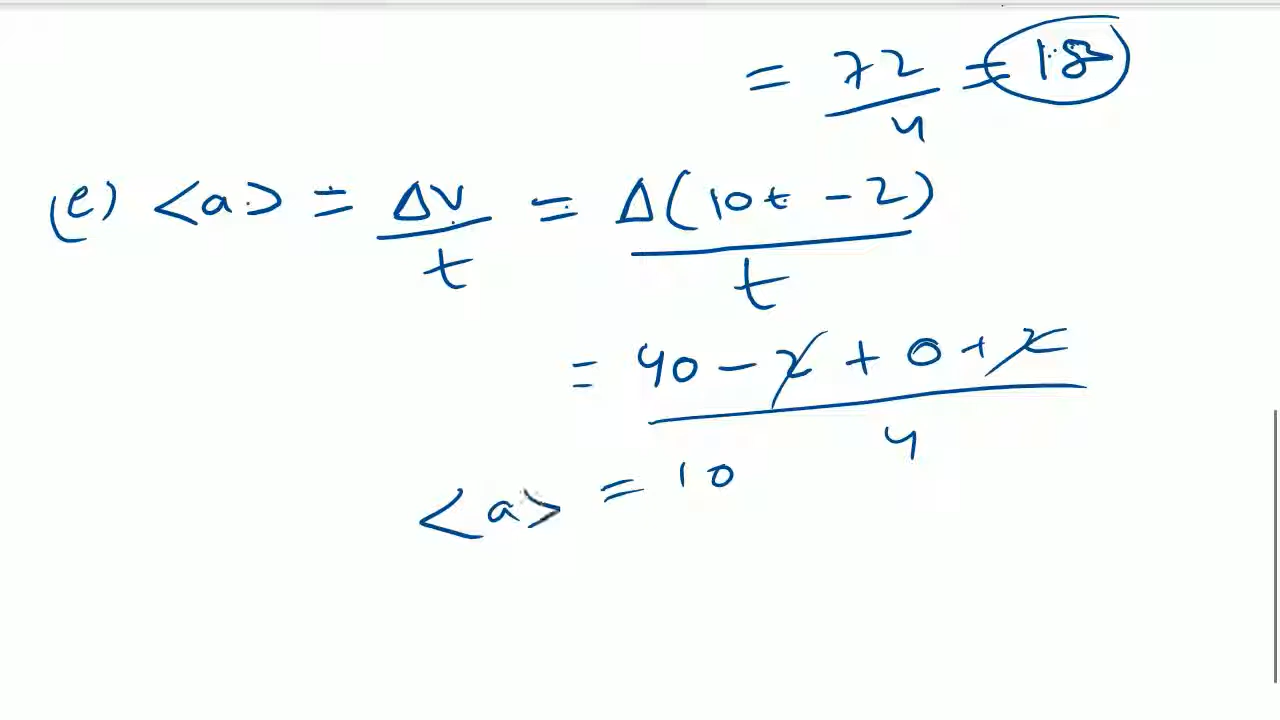 = 72/4 = 18
(e) <a> = Δv/t = Δ(10t - 2)/t
= 40 - 2 + 0 + 2/4
<a> = 10